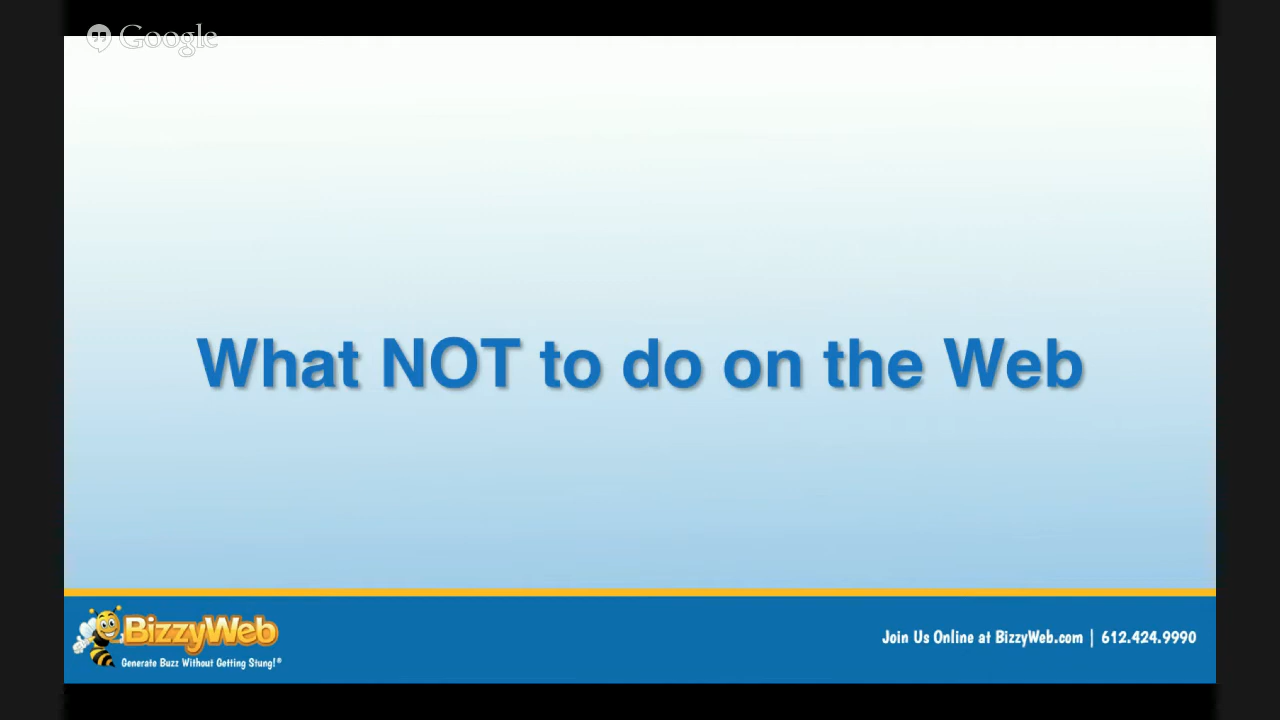 Google
What NOT to do on the Web
BizzyWeb
Generate Buzz Without Getting Stung!®
Join Us Online at BizzyWeb.com | 612.424.9990